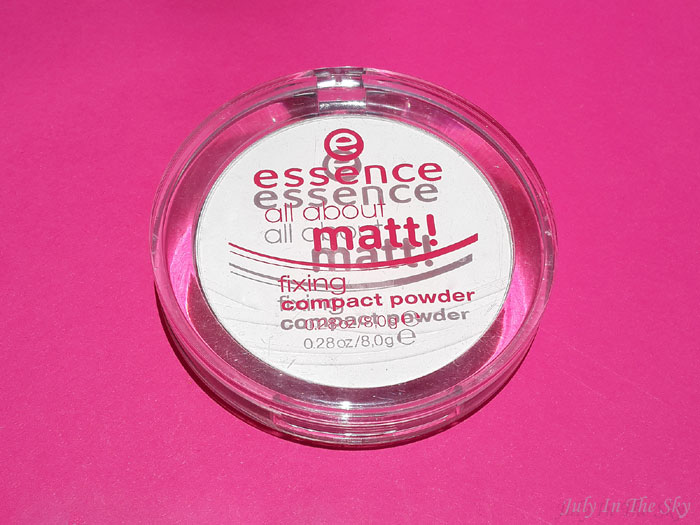 e
essence
all about
matt!
fixing
compact powder
0.28oz/8,0g e
July In The Sky